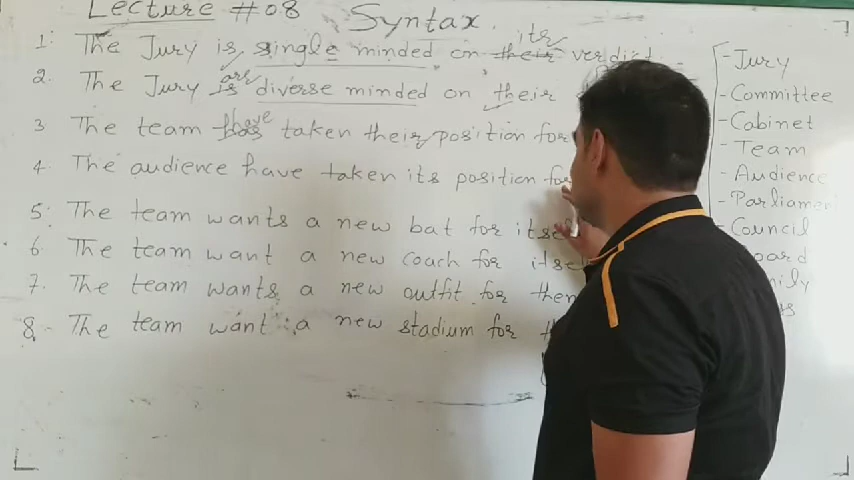 Lecture #08 Syntax.
its
1: The Jury is single minded on their verdict
are
2. The Jury is diverse minded on their
have
3 The team has taken their position for
4. The audience have taken its position for
5: The team wants a new bat for itself
6. The team want a new coach for itself
7. The team wants a new outfit for them
8. The team want a new stadium for
- Jury
- Committee
- Cabinet
- Team
- Audience
- Parliament
- Council